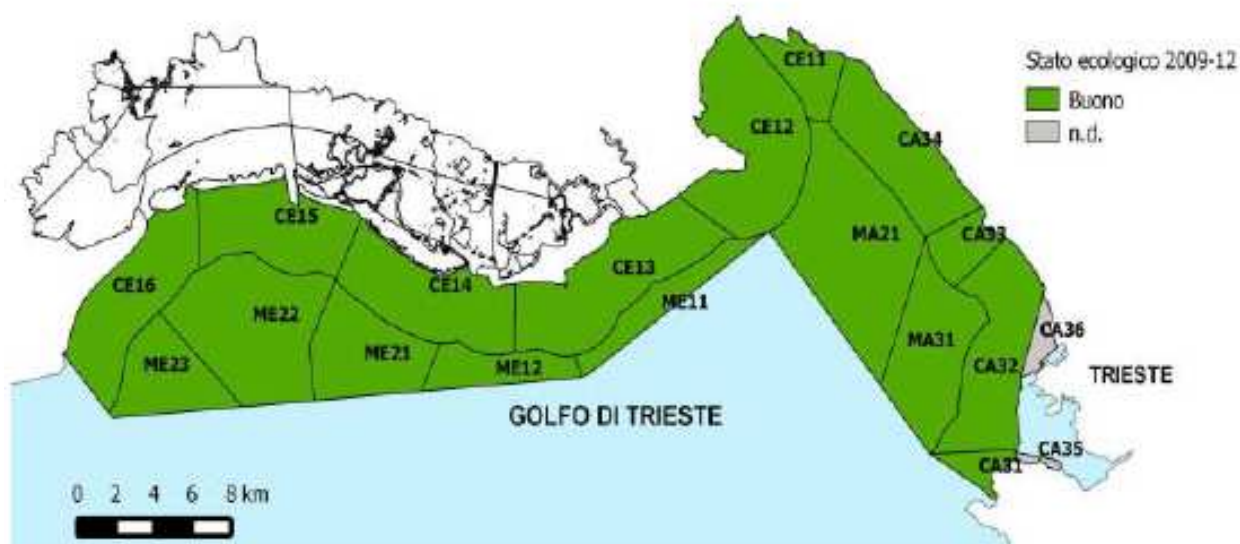 Stato ecologico 2009-12
Buono
n.d.
CE11
CE12
CA34
CE15
MA21
CA33
CE13
CE16
CE14
ME11
ME22
CA36
ME21
MA31
ME23
ME12
CA32
TRIESTE
GOLFO DI TRIESTE
CA35
CA31
0 2 4 6 8 km